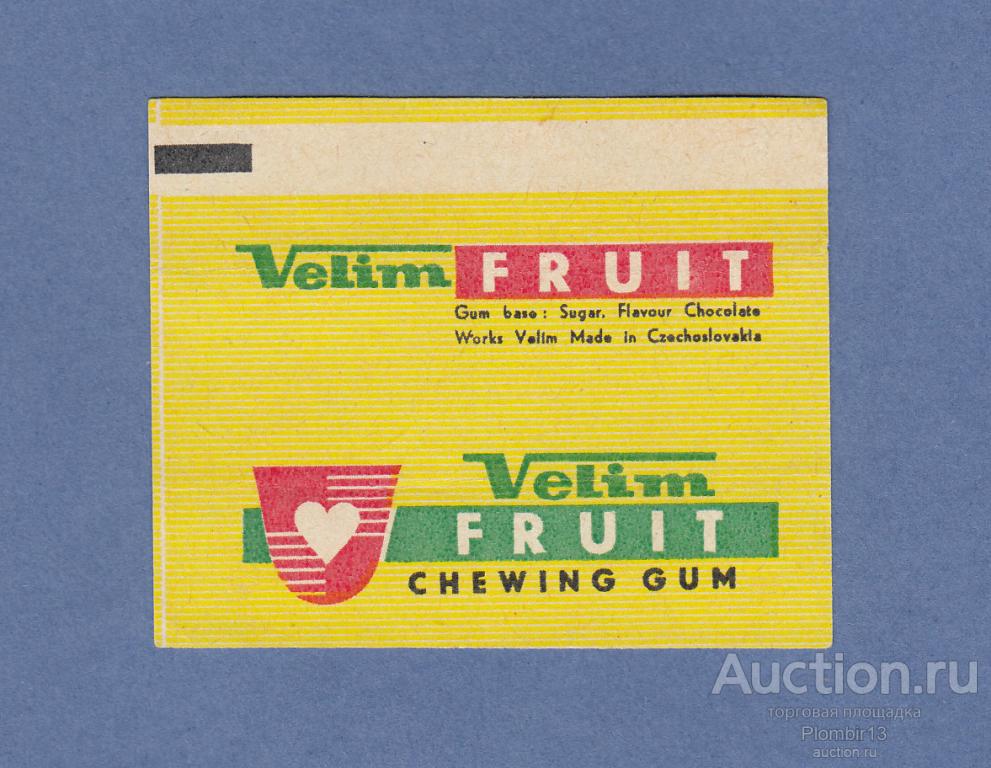 Velim FRUIT
Gum base: Sugar, Flavour Chocolate
Works Velim Made in Czechoslovakia
Velim
FRUIT
CHEWING GUM
Auction.ru
торговая площадка
Plombir13
auction.ru